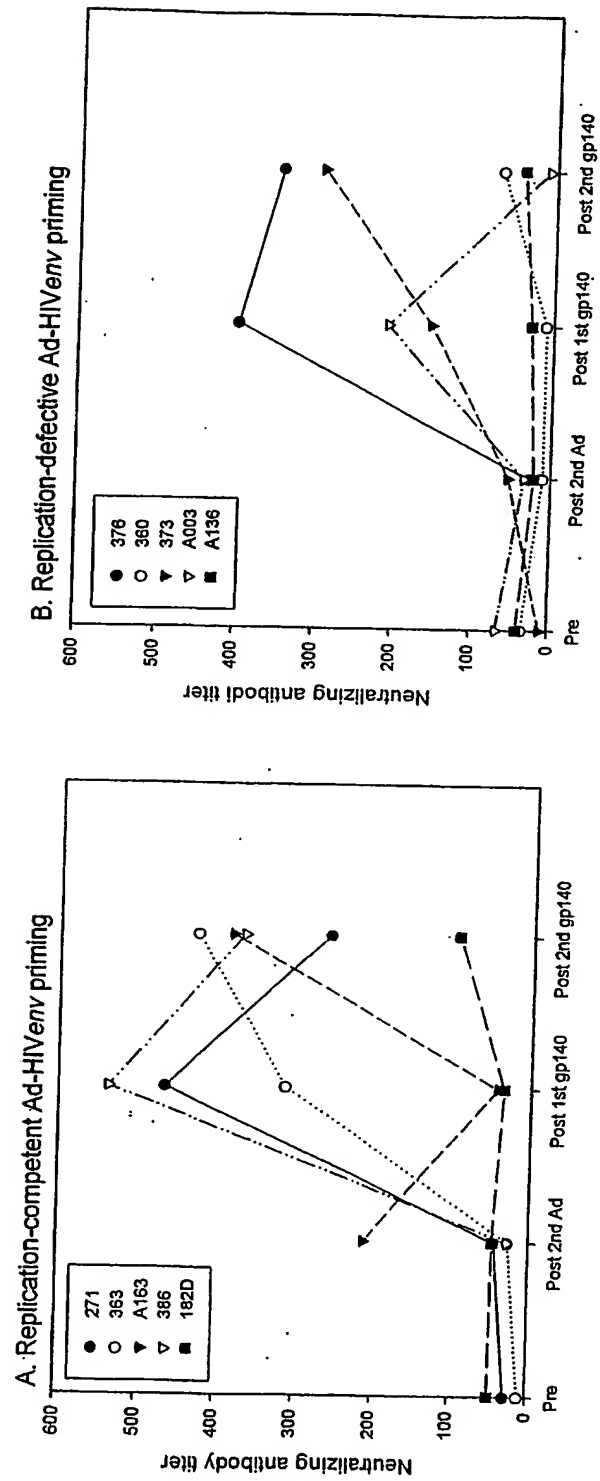 A. Replication-competent Ad-HIVenv priming
271
363
A163
386
182D
600
500
400
300
200
100
0
Neutralizing antibody titer
Pre
Post 2nd Ad
Post 1st gp140
Post 2nd gp140
B. Replication-defective Ad-HIVenv priming
376
360
373
A003
A136
600
500
400
300
200
100
0
Neutralizing antibodi titer
Pre
Post 2nd Ad
Post 1st gp140
Post 2nd gp140